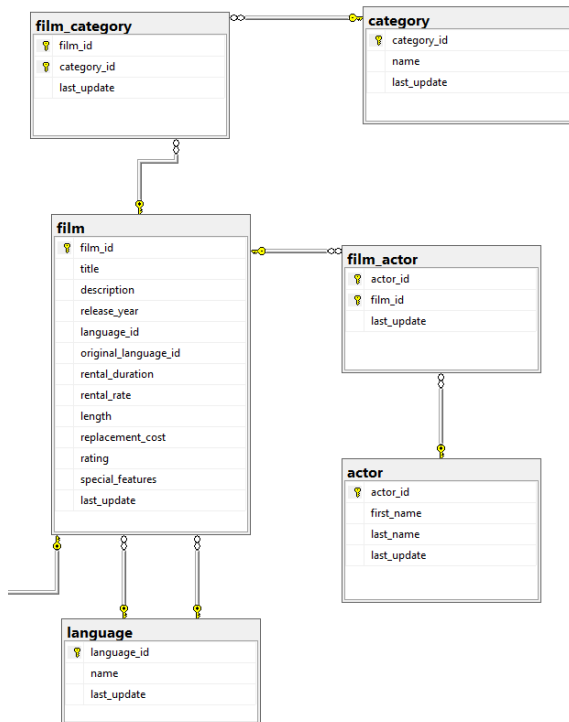 film_category
film_id
category_id
last_update
category
category_id
name
last_update
film
film_id
title
description
release_year
language_id
original_language_id
rental_duration
rental_rate
length
replacement_cost
rating
special_features
last_update
film_actor
actor_id
film_id
last_update
actor
actor_id
first_name
last_name
last_update
language
language_id
name
last_update